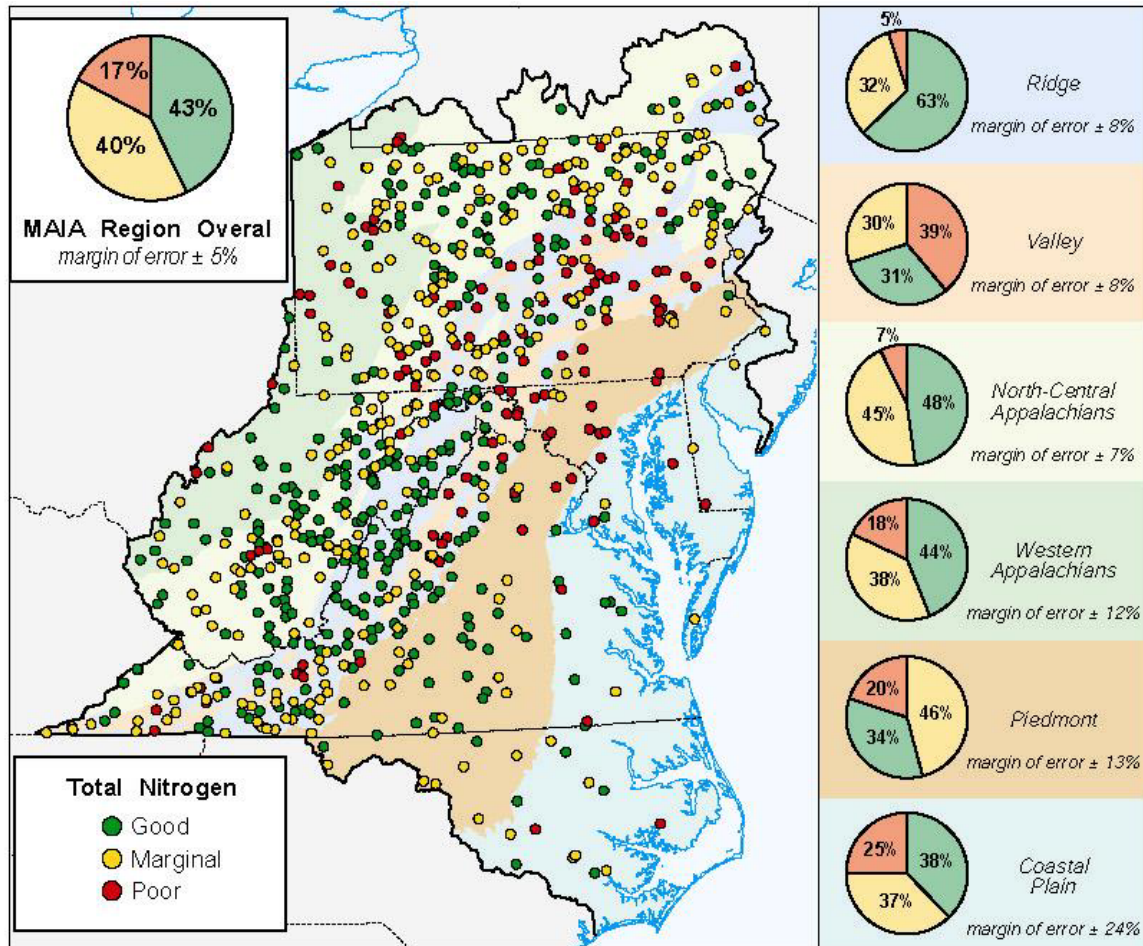 17%
43%
40%
MAIA Region Overal
margin of error ± 5%
Total Nitrogen
Good
Marginal
Poor
5%
32%
63%
Ridge
margin of error ± 8%
30%
39%
31%
Valley
margin of error ± 8%
7%
45%
48%
North-Central
Appalachians
margin of error ± 7%
18%
44%
38%
Western
Appalachians
margin of error ± 12%
20%
46%
34%
Piedmont
margin of error ± 13%
25%
38%
37%
Coastal
Plain
margin of error ± 24%